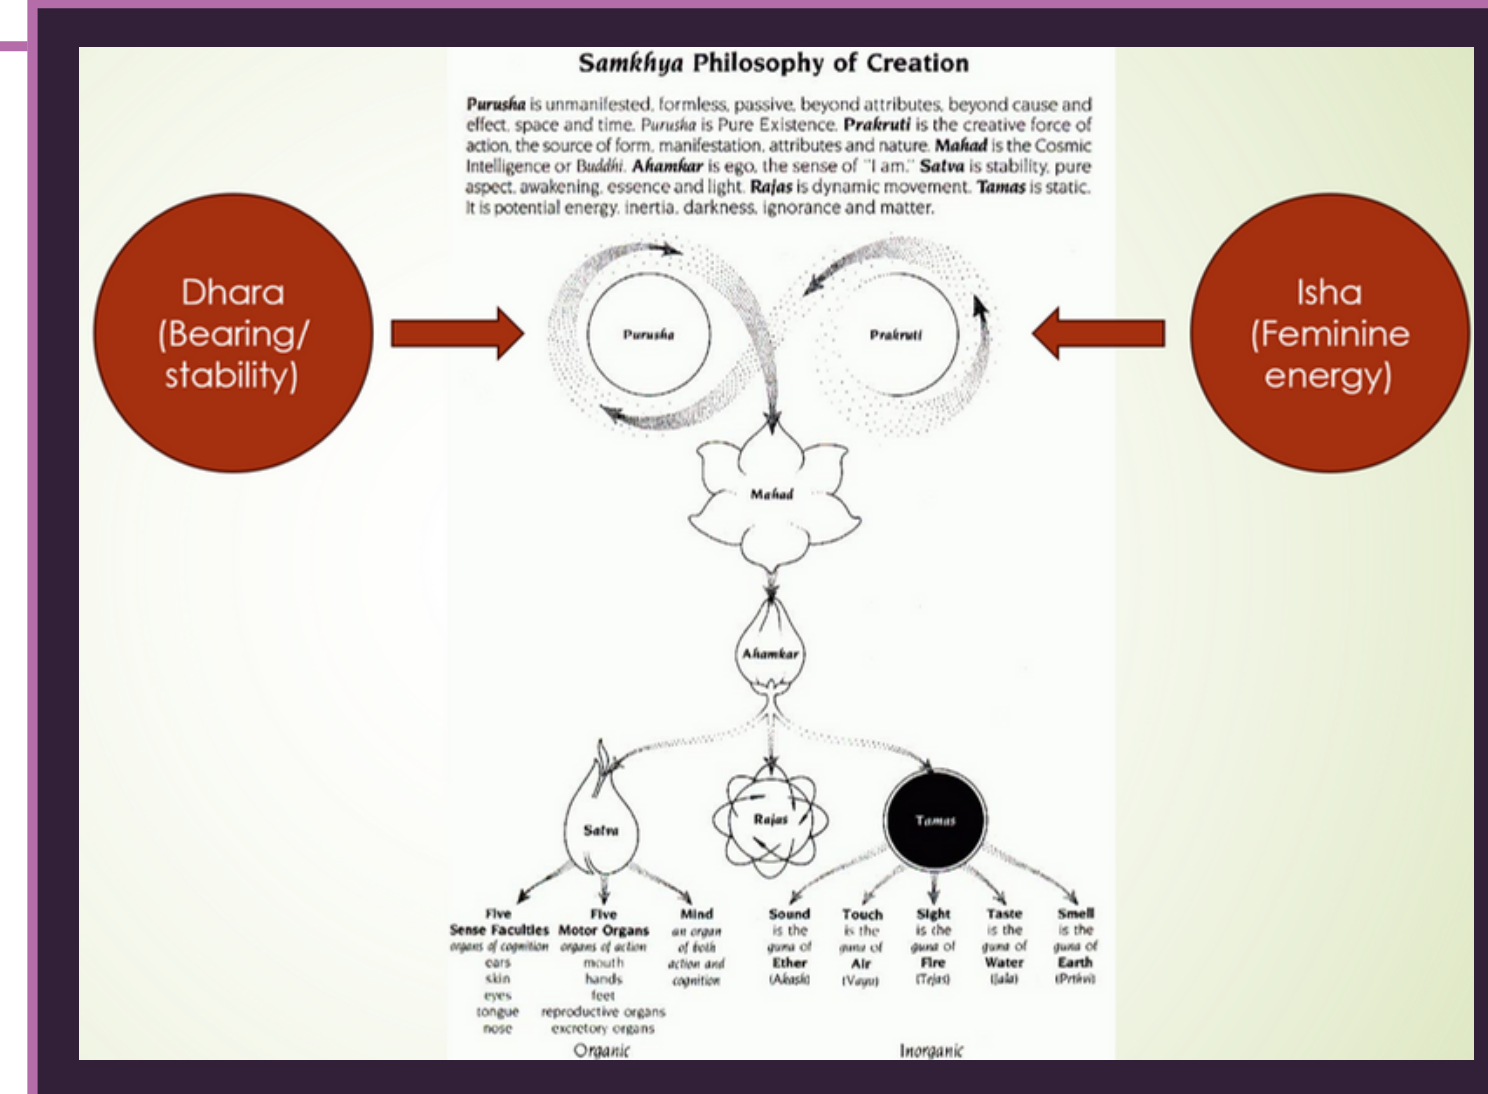 Samkhya Philosophy of Creation
Purusha is unmanifested, formless, passive, beyond attributes, beyond cause and
effect, space and time. Purusha is Pure Existence. Prakruti is the creative force of
action, the source of form, manifestation, attributes and nature. Mahad is the Cosmic
Intelligence or Buddhi. Ahamkar is ego, the sense of "I am." Satva is stability, pure
aspect, awakening, essence and light. Rajas is dynamic movement. Tamas is static.
It is potential energy, inertia, darkness, ignorance and matter.
Dhara
(Bearing/
stability)
Purusha
Prakruti
Isha
(Feminine
energy)
Mahad
Ahamkar
Satva
Rajas
Tamas
Five
Sense Faculties
organs of cognition
ears
skin
eyes
tongue
nose
Five
Motor Organs
organs of action
mouth
hands
feet
reproductive organs
excretory organs
Mind
an organ
of both
action and
cognition
Sound
is the
guna of
Ether
(Akash)
Touch
is the
guna of
Air
(Vayu)
Sight
is the
guna of
Fire
(Tejas)
Taste
is the
guna of
Water
(Jala)
Smell
is the
guna of
Earth
(Prthvi)
Organic
Inorganic